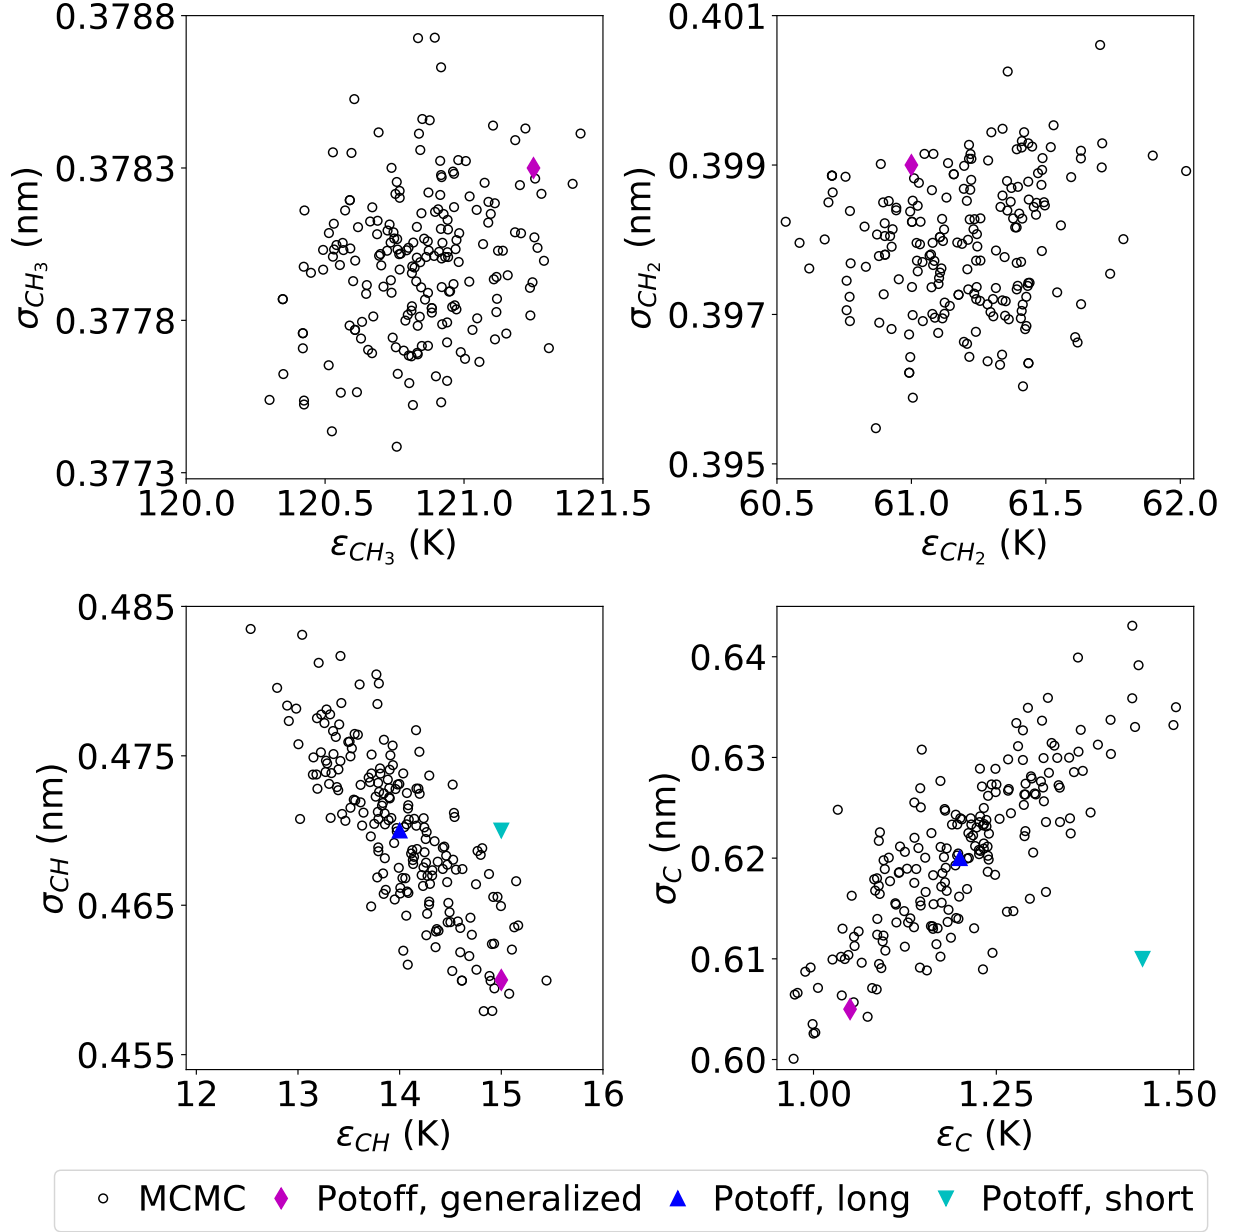 0.3788
0.3783
0.3778
0.3773
σCH3 (nm)
120.0 120.5 121.0 121.5
εCH3 (K)
0.401
0.399
0.397
0.395
σCH2 (nm)
60.5 61.0 61.5 62.0
εCH2 (K)
0.485
0.475
0.465
0.455
σCH (nm)
12 13 14 15 16
εCH (K)
0.64
0.63
0.62
0.61
0.60
σC (nm)
1.00 1.25 1.50
εC (K)
MCMC Potoff, generalized Potoff, long Potoff, short